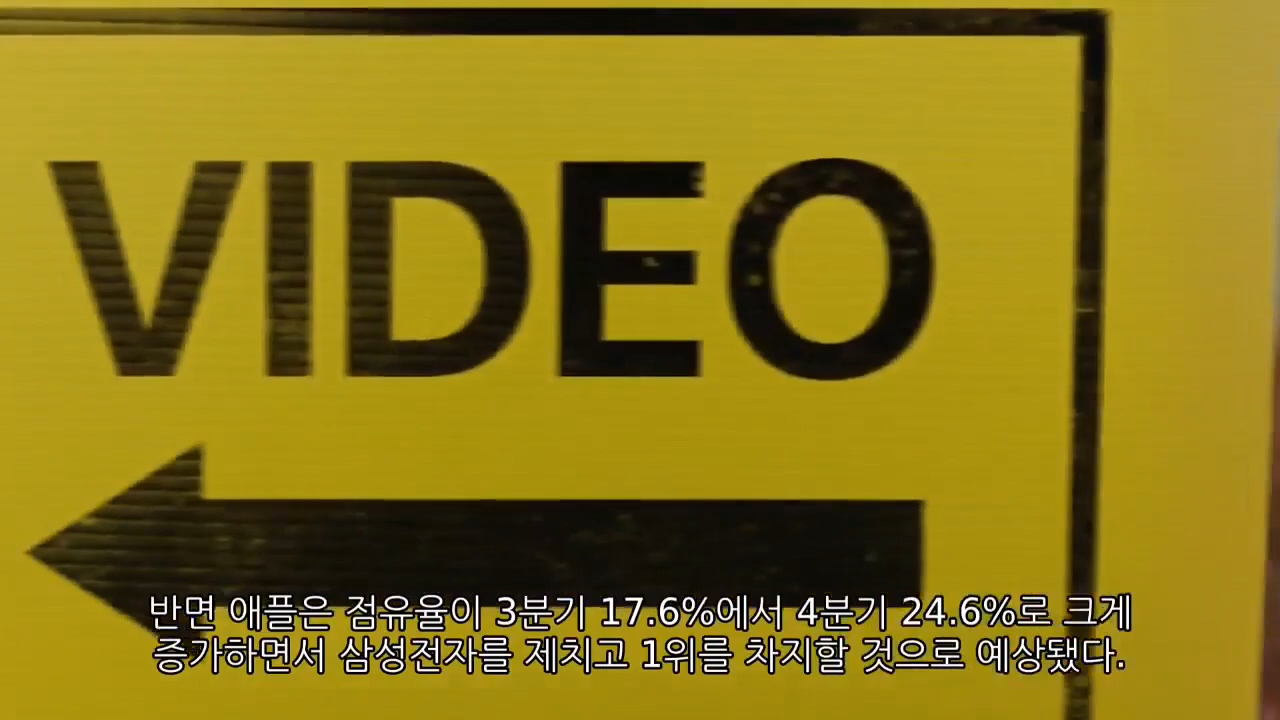 VIDEO
반면 애플은 점유율이 3분기 17.6%에서 4분기 24.6%로 크게
증가하면서 삼성전자를 제치고 1위를 차지할 것으로 예상됐다.